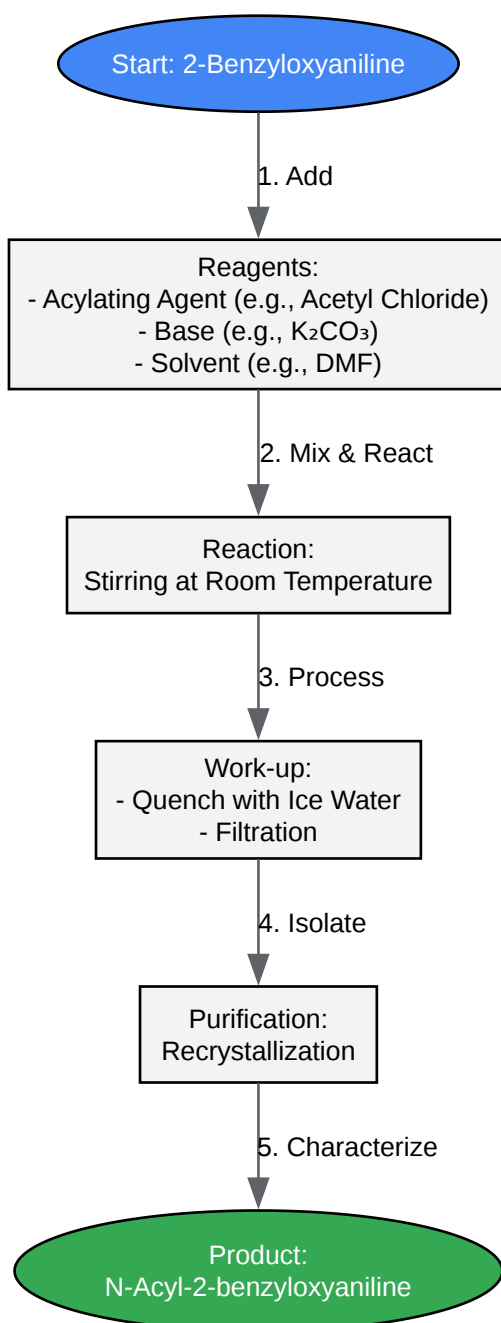 Start: 2-Benzyloxyaniline
1. Add
Reagents:
- Acylating Agent (e.g., Acetyl Chloride)
- Base (e.g., K₂CO₃)
- Solvent (e.g., DMF)
2. Mix & React
Reaction:
Stirring at Room Temperature
3. Process
Work-up:
- Quench with Ice Water
- Filtration
4. Isolate
Purification:
Recrystallization
5. Characterize
Product:
N-Acyl-2-benzyloxyaniline